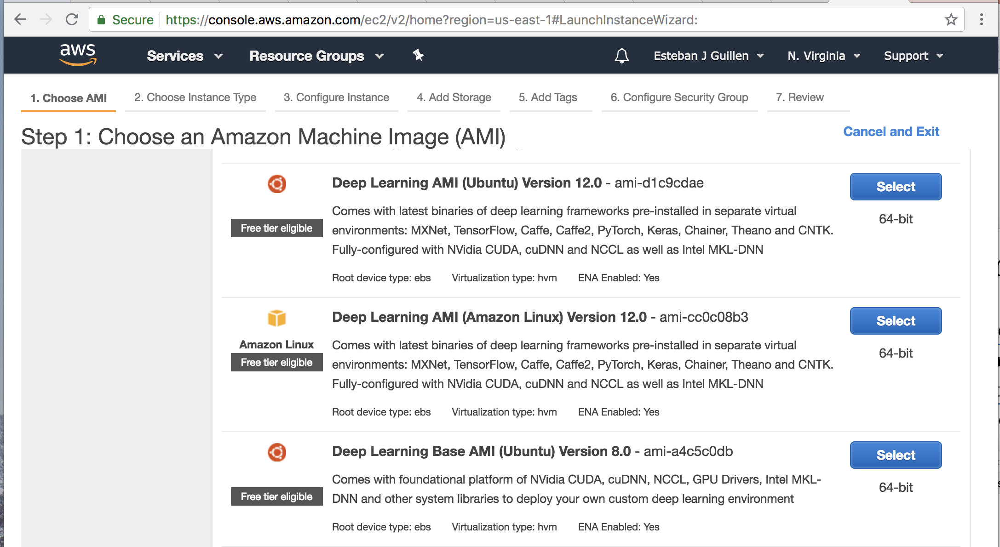 Secure https://console.aws.amazon.com/ec2/v2/home?region=us-east-1#LaunchInstanceWizard:
aws Services Resource Groups Esteban J Guillen N. Virginia Support
1. Choose AMI 2. Choose Instance Type 3. Configure Instance 4. Add Storage 5. Add Tags 6. Configure Security Group 7. Review
Step 1: Choose an Amazon Machine Image (AMI) Cancel and Exit
Deep Learning AMI (Ubuntu) Version 12.0 - ami-d1c9cdae Select
Comes with latest binaries of deep learning frameworks pre-installed in separate virtual
64-bit
Free tier eligible environments: MXNet, TensorFlow, Caffe, Caffe2, PyTorch, Keras, Chainer, Theano and CNTK.
Fully-configured with NVidia CUDA, cuDNN and NCCL as well as Intel MKL-DNN
Root device type: ebs Virtualization type: hvm ENA Enabled: Yes
Deep Learning AMI (Amazon Linux) Version 12.0 - ami-cc0c08b3 Select
Amazon Linux Comes with latest binaries of deep learning frameworks pre-installed in separate virtual
64-bit
Free tier eligible environments: MXNet, TensorFlow, Caffe, Caffe2, PyTorch, Keras, Chainer, Theano and CNTK.
Fully-configured with NVidia CUDA, cuDNN and NCCL as well as Intel MKL-DNN
Root device type: ebs Virtualization type: hvm ENA Enabled: Yes
Deep Learning Base AMI (Ubuntu) Version 8.0 - ami-a4c5c0db Select
Comes with foundational platform of NVidia CUDA, cuDNN, NCCL, GPU Drivers, Intel MKL-
64-bit
Free tier eligible DNN and other system libraries to deploy your own custom deep learning environment
Root device type: ebs Virtualization type: hvm ENA Enabled: Yes